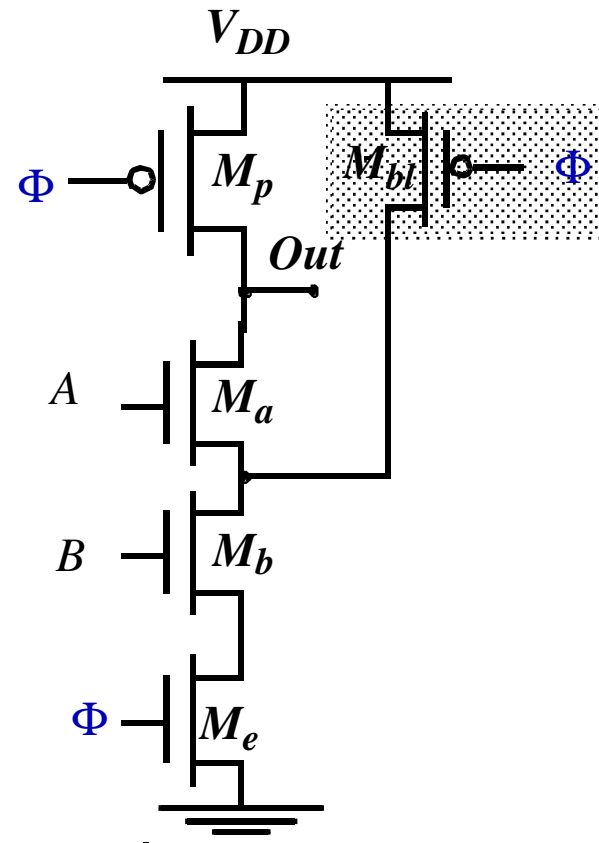 V_DD
Φ M_p M_bl Φ
Out
A M_a
B M_b
Φ M_e